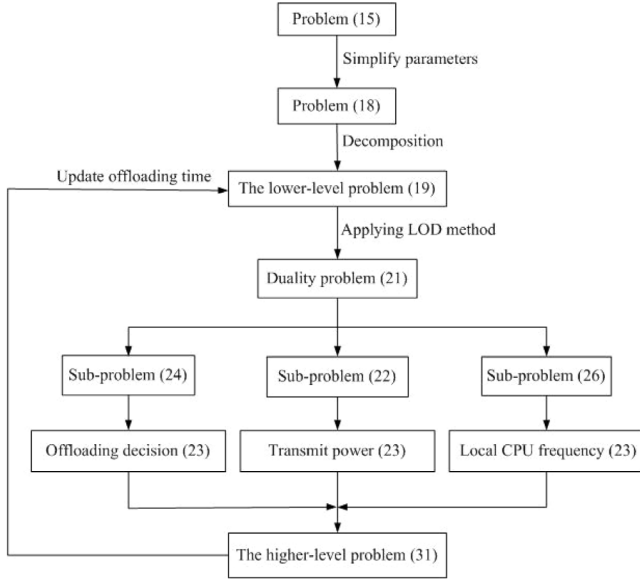 Problem (15)
Simplify parameters
Problem (18)
Decomposition
Update offloading time
The lower-level problem (19)
Applying LOD method
Duality problem (21)
Sub-problem (24)
Sub-problem (22)
Sub-problem (26)
Offloading decision (23)
Transmit power (23)
Local CPU frequency (23)
The higher-level problem (31)